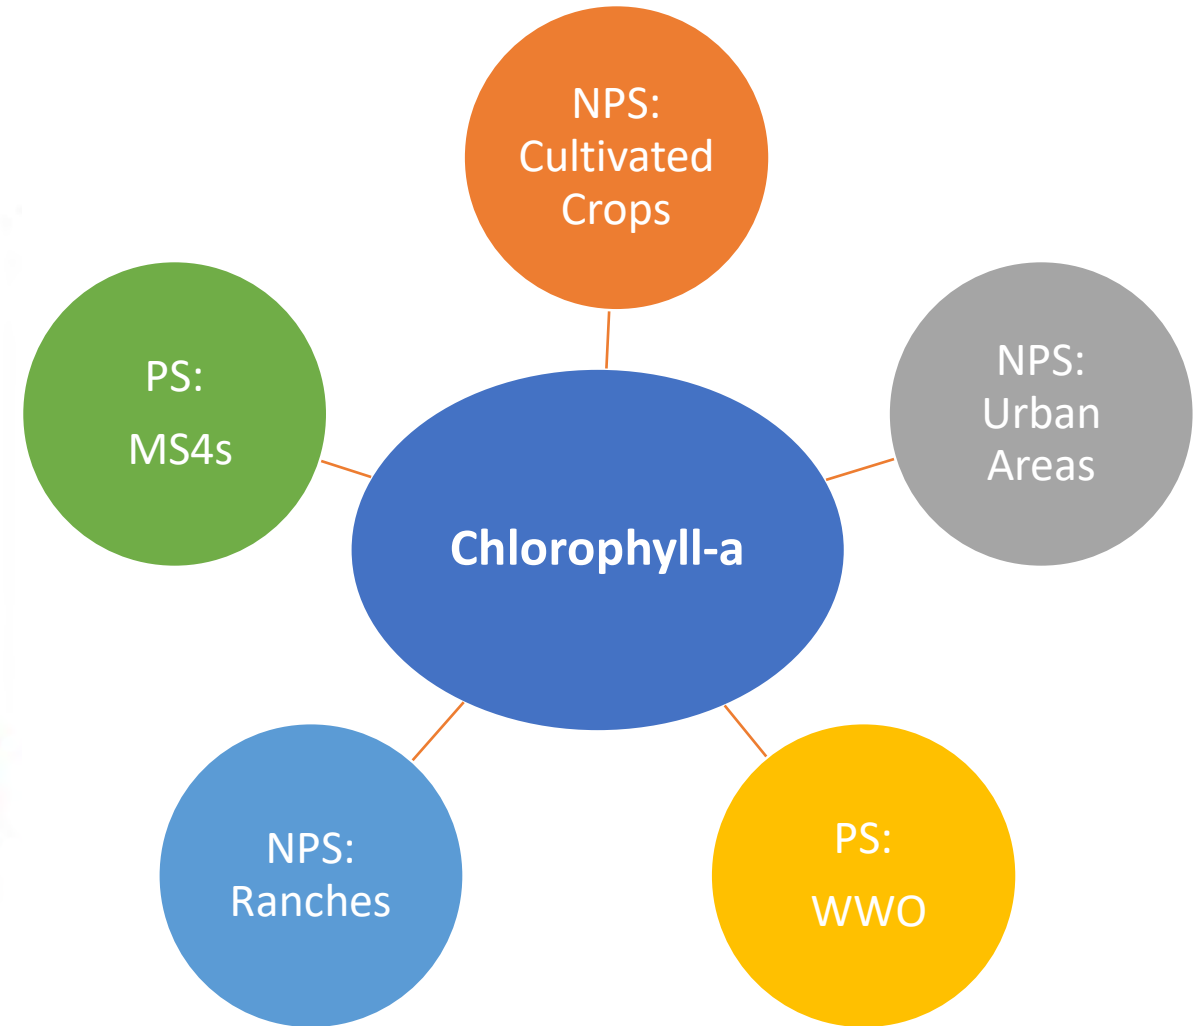 NPS:
Cultivated
Crops
PS:
MS4s
NPS:
Urban
Areas
Chlorophyll-a
NPS:
Ranches
PS:
WWO